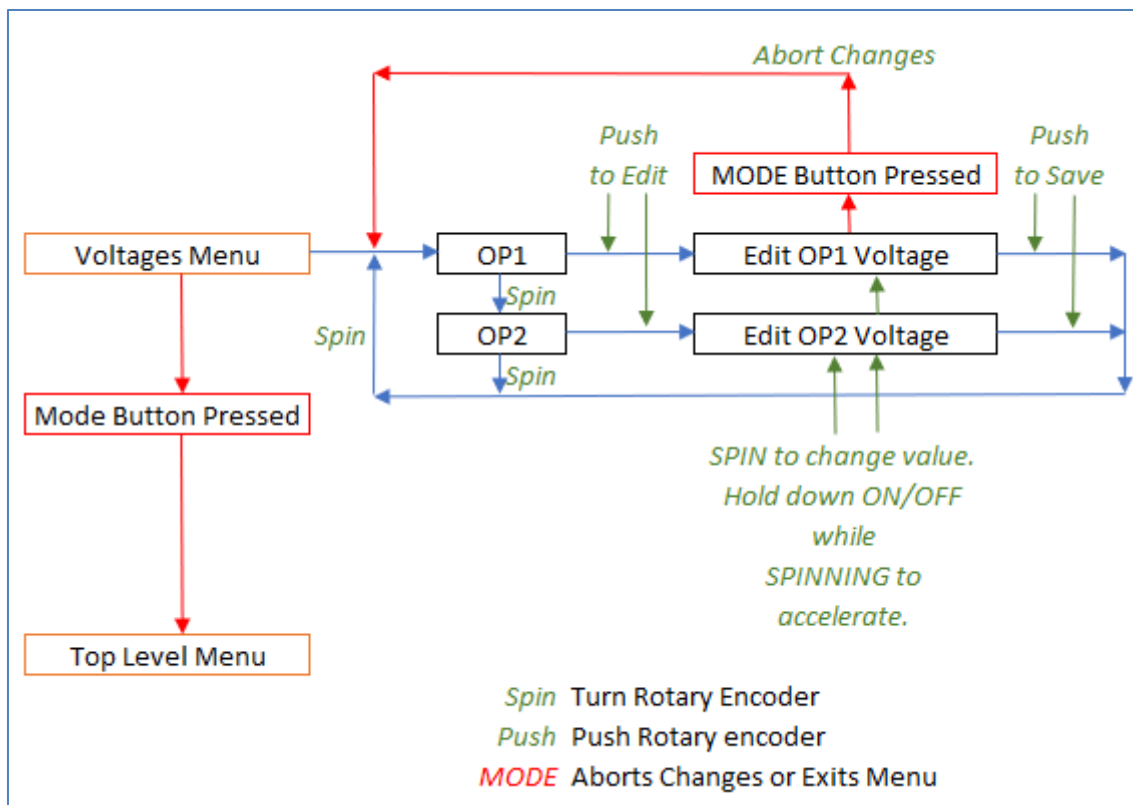 Abort Changes
Push
to Edit
Push
to Save
MODE Button Pressed
Voltages Menu
OP1
Edit OP1 Voltage
Spin
Spin
OP2
Edit OP2 Voltage
Spin
Mode Button Pressed
SPIN to change value.
Hold down ON/OFF
while
SPINNING to
accelerate.
Top Level Menu
Spin Turn Rotary Encoder
Push Push Rotary encoder
MODE Aborts Changes or Exits Menu